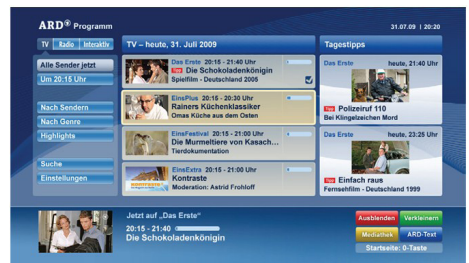 ARD Programm
31.07.09 | 20:20
TV Radio Interaktiv
TV – heute, 31. Juli 2009
Tagestipps
Alle Sender jetzt
Um 20:15 Uhr
Nach Sendern
Nach Genre
Highlights
Suche
Einstellungen
Das Erste 20:15 - 21:40 Uhr
Tipp Die Schokoladenkönigin
Spielfilm - Deutschland 2005
EinsPlus 20:15 - 20:30 Uhr
Rainers Küchenklassiker
Omas Küche aus dem Osten
EinsFestival 20:15 - 21:00 Uhr
Die Murmeltiere von Kasach...
Tierdokumentation
EinsExtra 20:15 - 21:00 Uhr
Kontraste
Moderation: Astrid Frohloff
Das Erste heute, 21:40 Uhr
Tipp Polizeiruf 110
Bei Klingelzeichen Mord
Das Erste heute, 23:25 Uhr
Tipp Einfach raus
Fernsehfilm - Deutschland 1999
Jetzt auf „Das Erste“
20:15 - 21:40
Die Schokoladenkönigin
Ausblenden Verkleinern
Mediathek ARD-Text
Startseite: 0-Taste